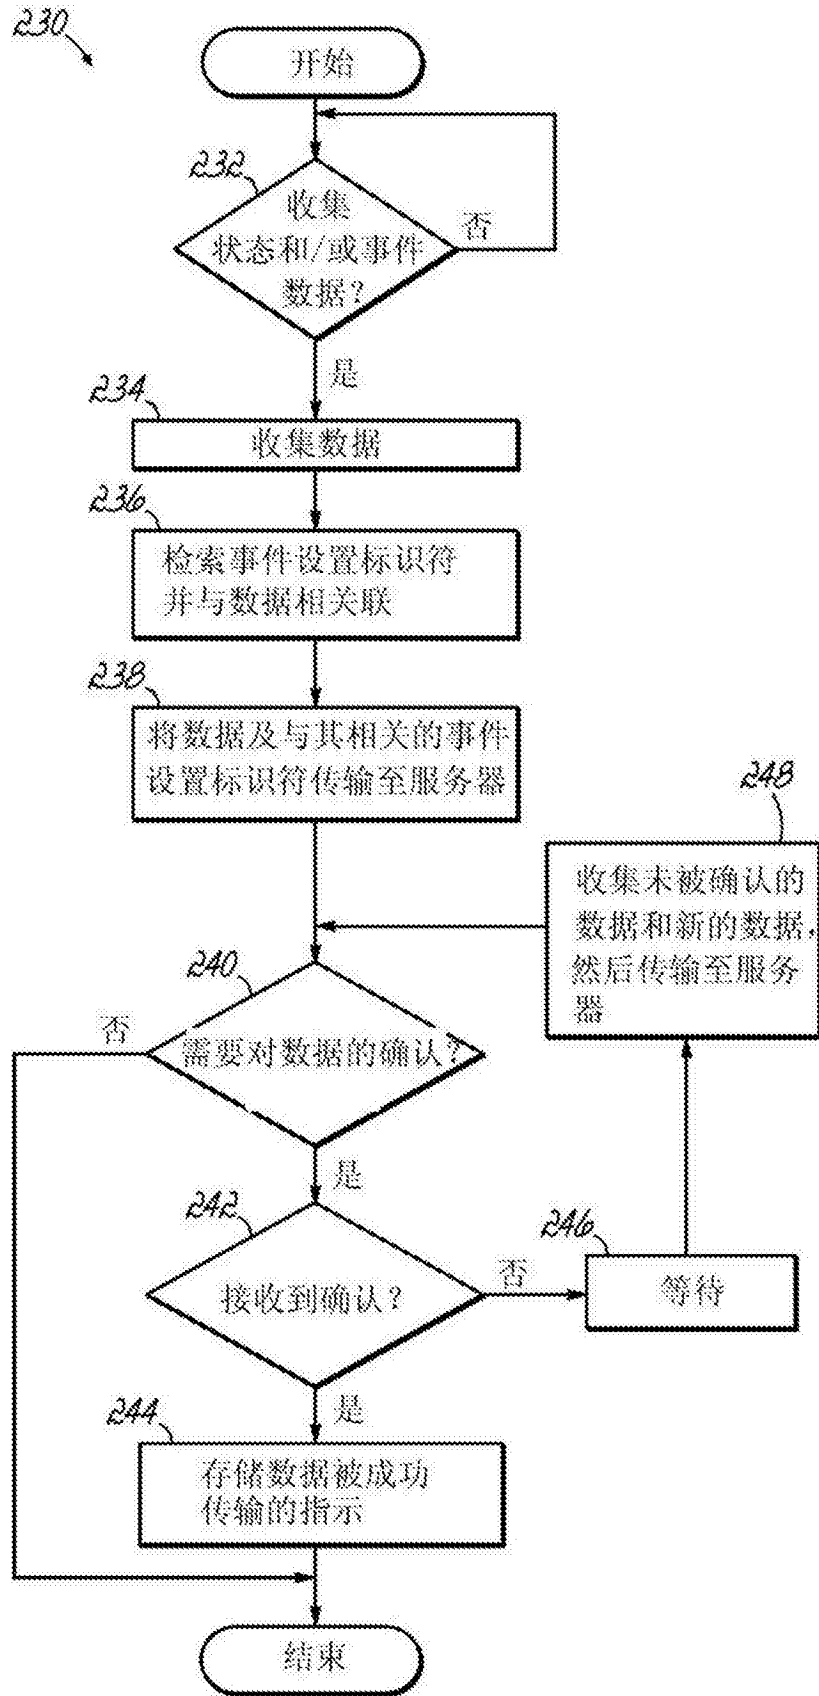 230
开始
232
收集
状态和/或事件
数据?
否
是
234
收集数据
236
检索事件设置标识符
并与数据相关联
238
将数据及与其相关的事件
设置标识符传输至服务器
248
收集未被确认的
数据和新的数据,
然后传输至服务
器
240
否
需要对数据的确认?
是
242
接收到确认?
否
246
等待
是
244
存储数据被成功
传输的指示
结束